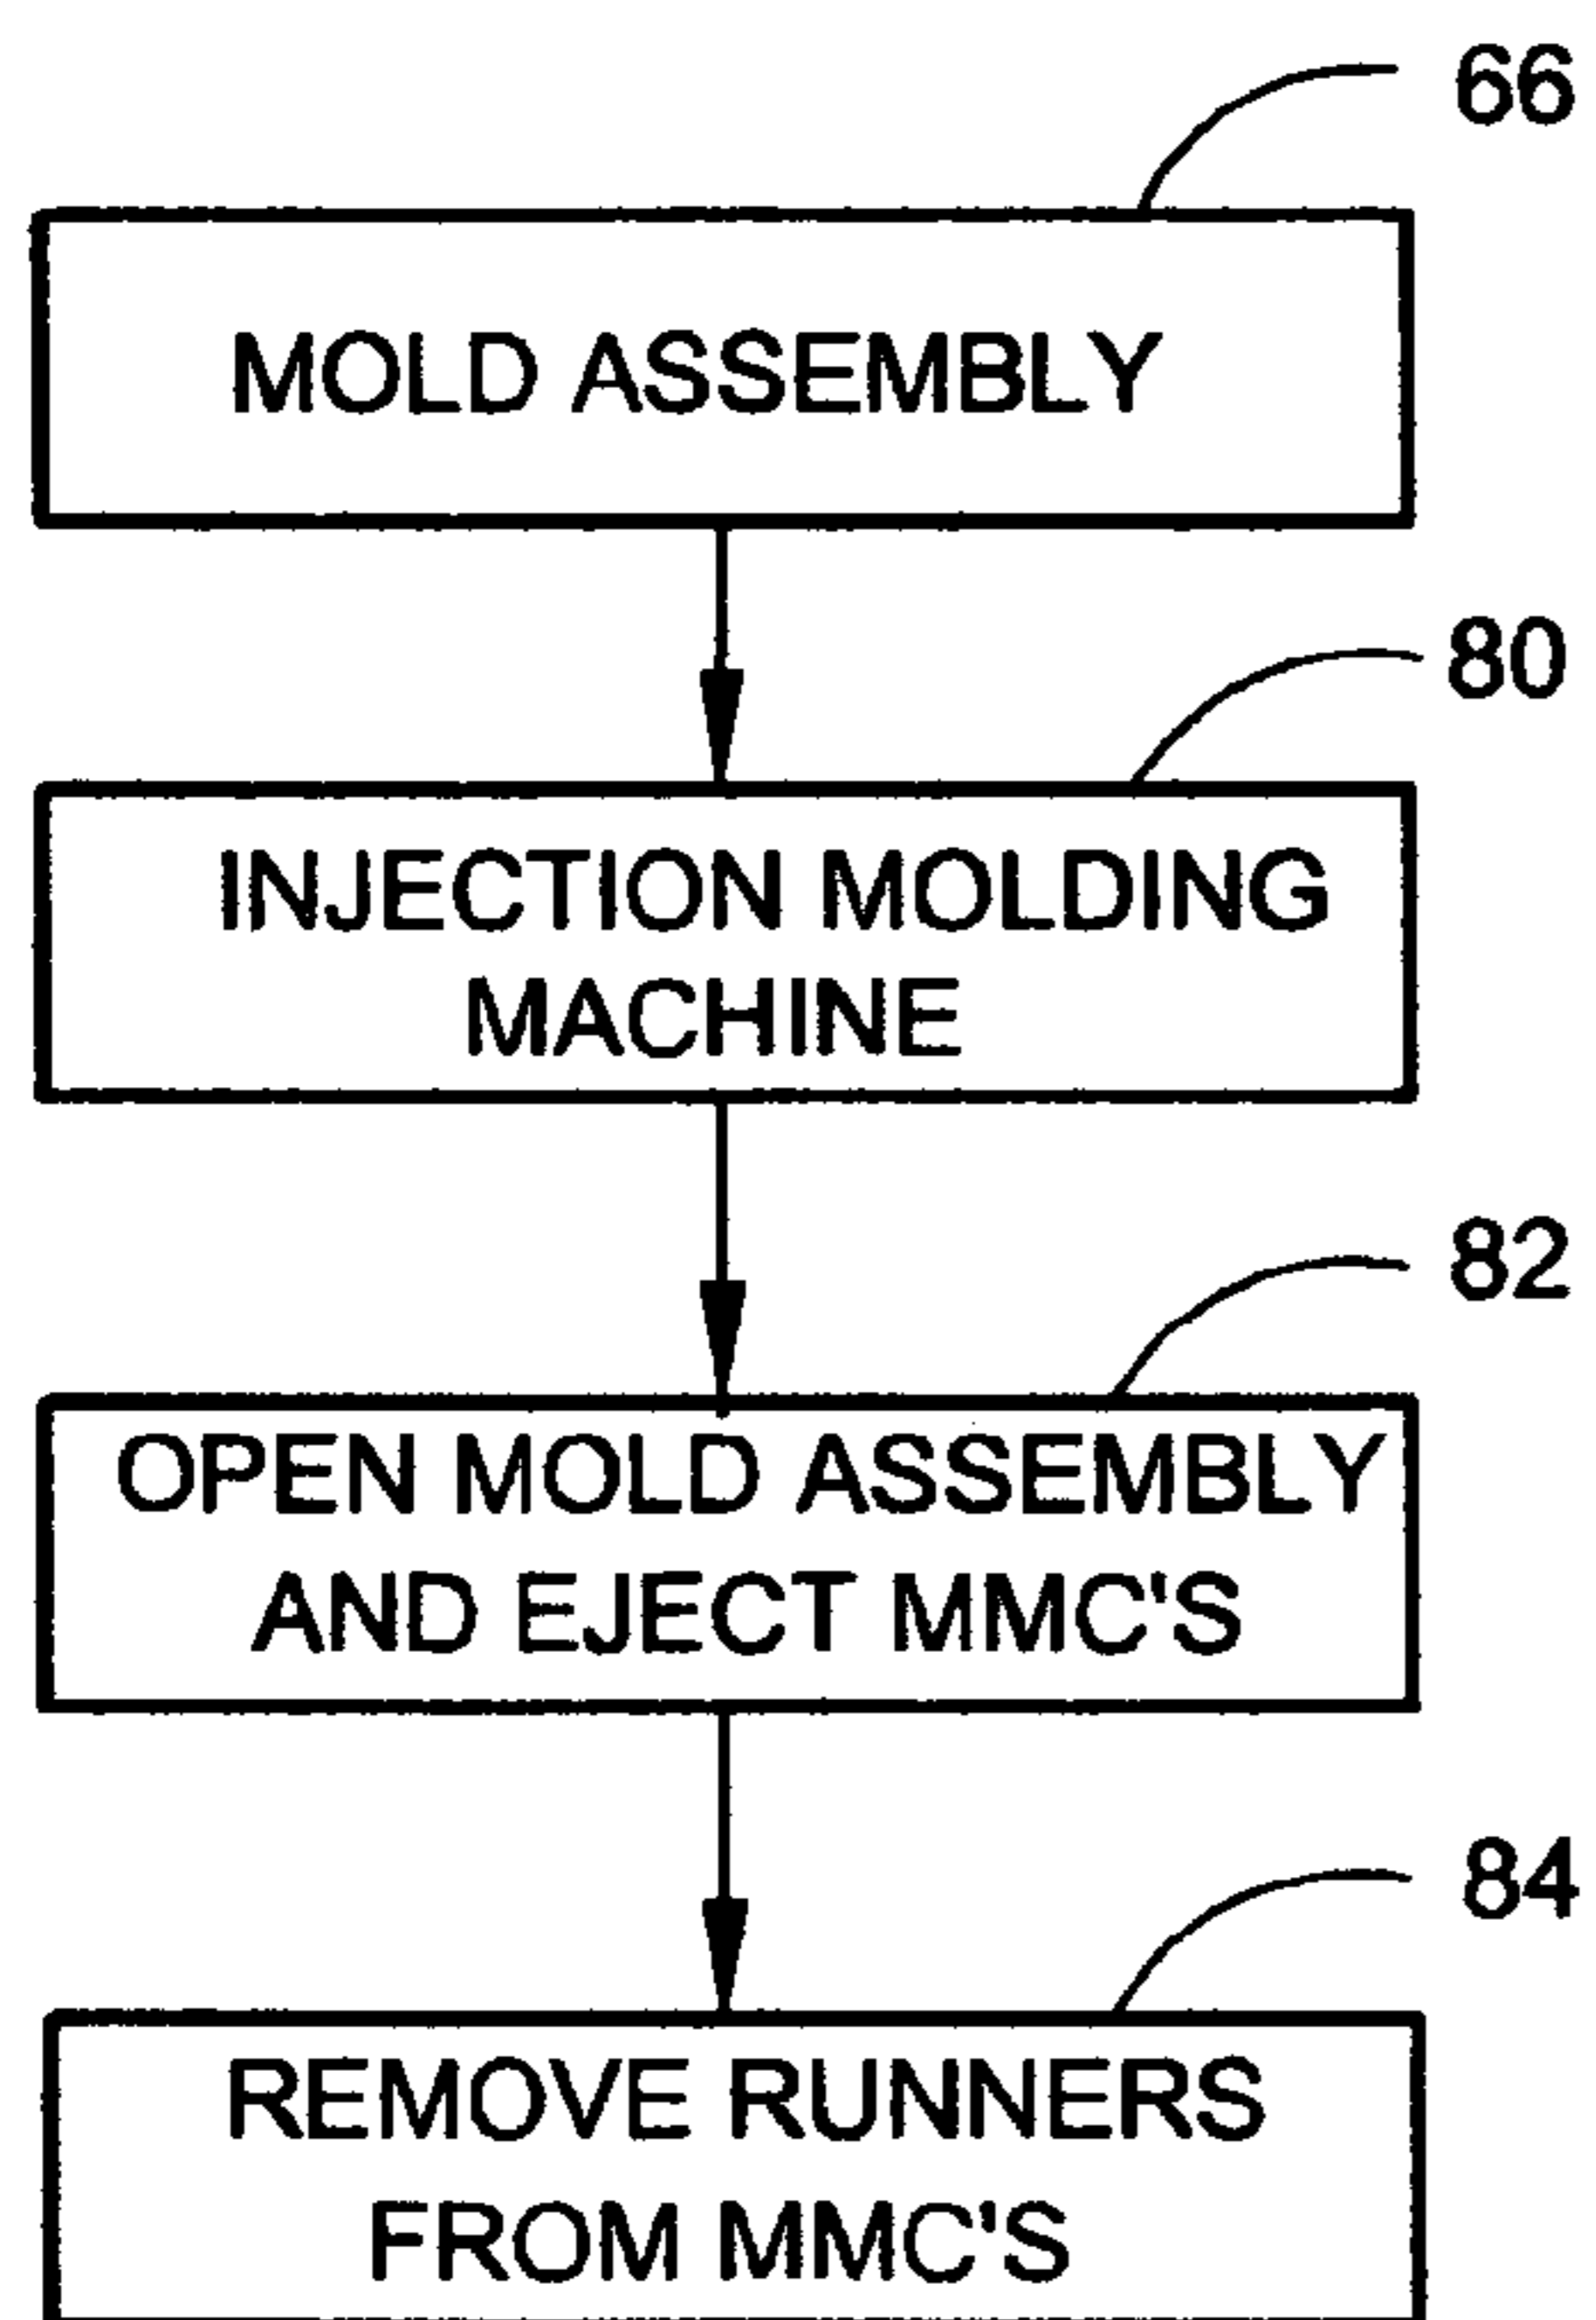 66
MOLD ASSEMBLY
80
INJECTION MOLDING
MACHINE
82
OPEN MOLD ASSEMBLY
AND EJECT MMC'S
84
REMOVE RUNNERS
FROM MMC'S